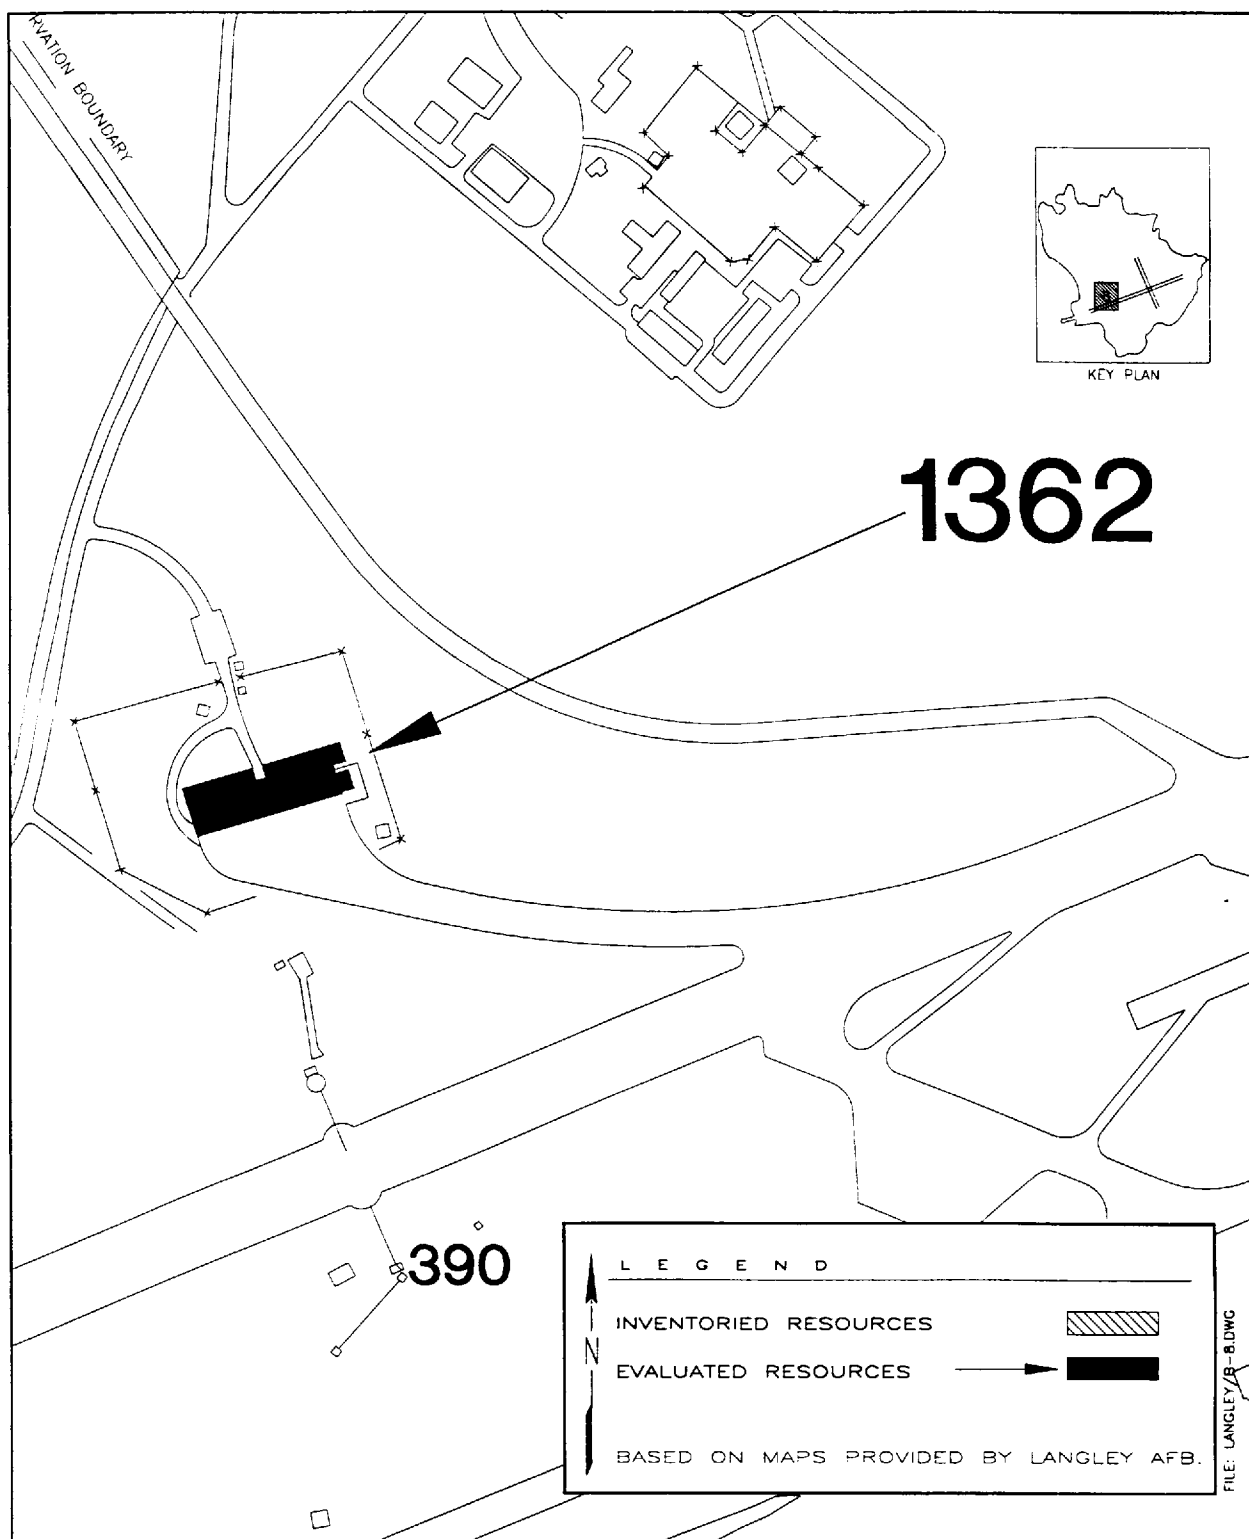 RVATION BOUNDARY
KEY PLAN
1362
390
LEGEND
INVENTORIED RESOURCES
N
EVALUATED RESOURCES
BASED ON MAPS PROVIDED BY LANGLEY AFB.
FILE: LANGLEY/B-8.DWG